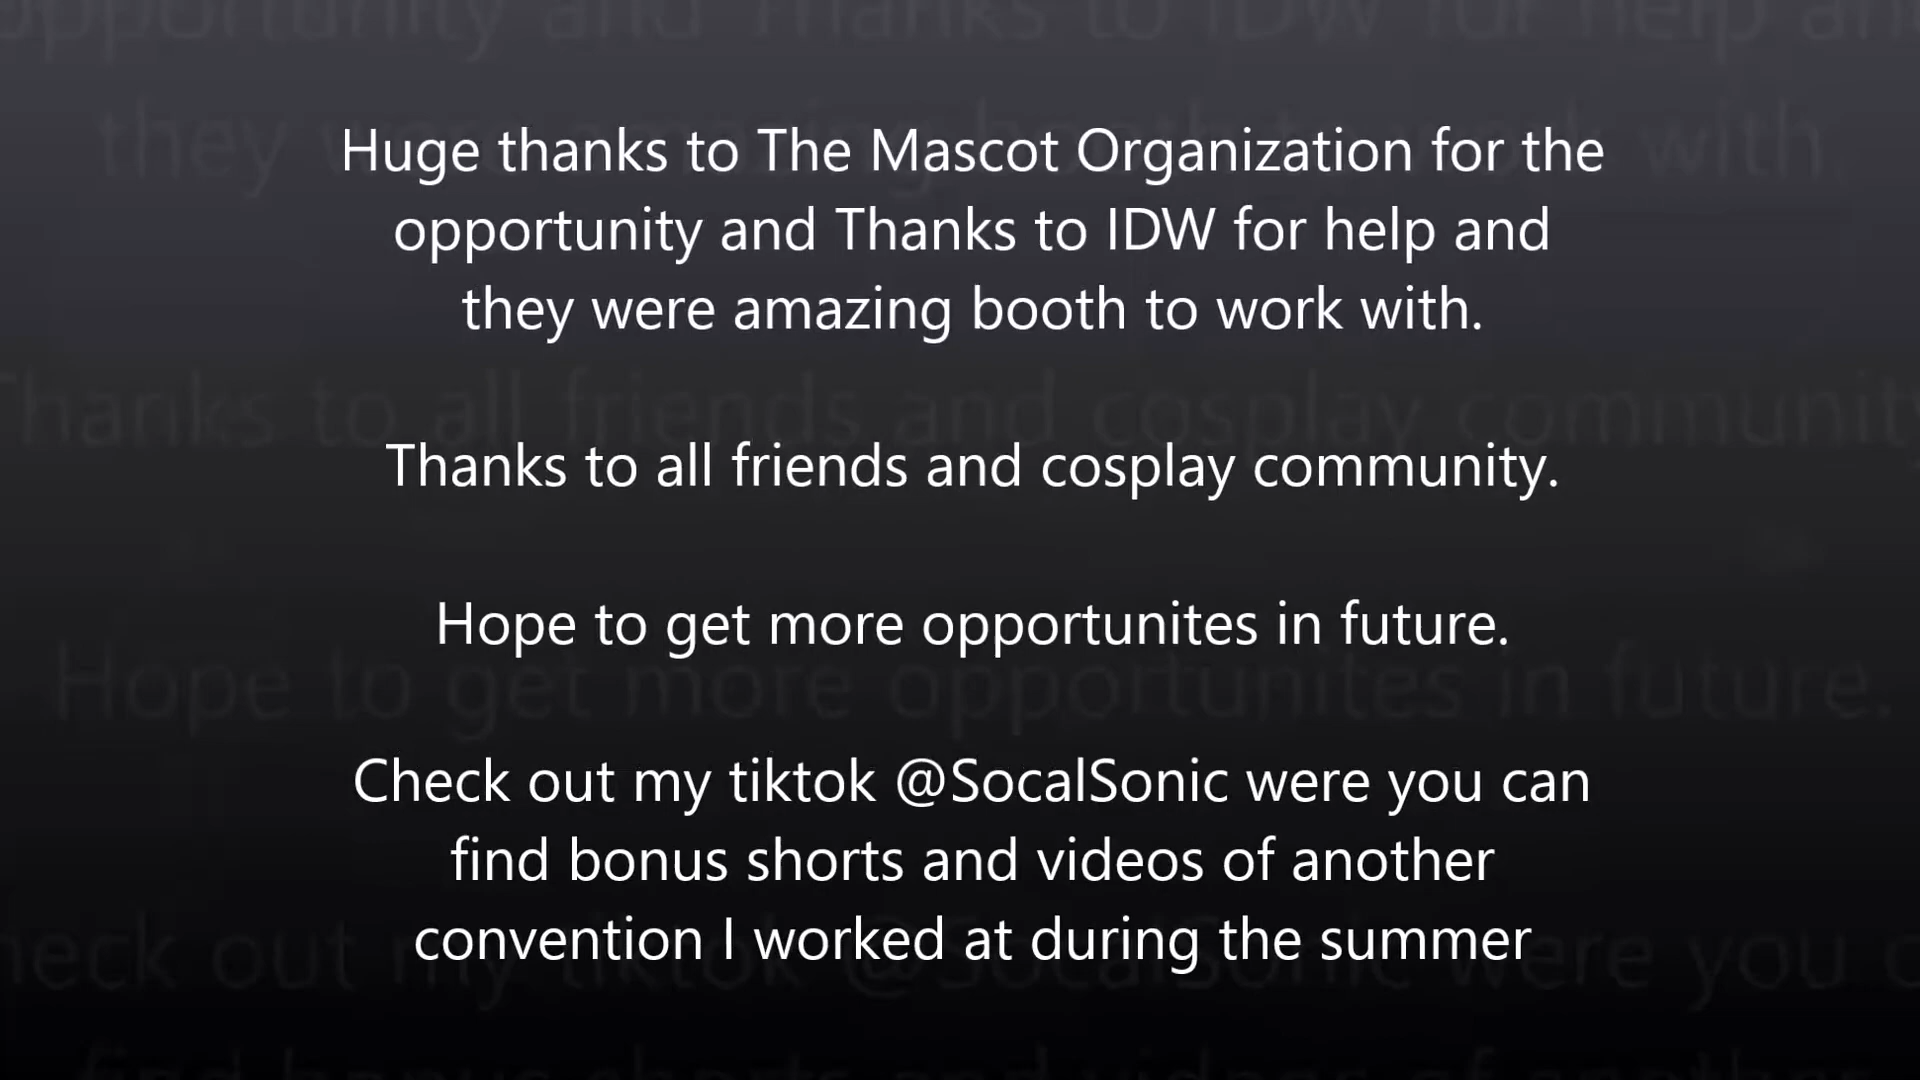 Huge thanks to The Mascot Organization for the
opportunity and Thanks to IDW for help and
they were amazing booth to work with.
Thanks to all friends and cosplay community.
Hope to get more opportunites in future.
Check out my tiktok @SocalSonic were you can
find bonus shorts and videos of another
convention I worked at during the summer